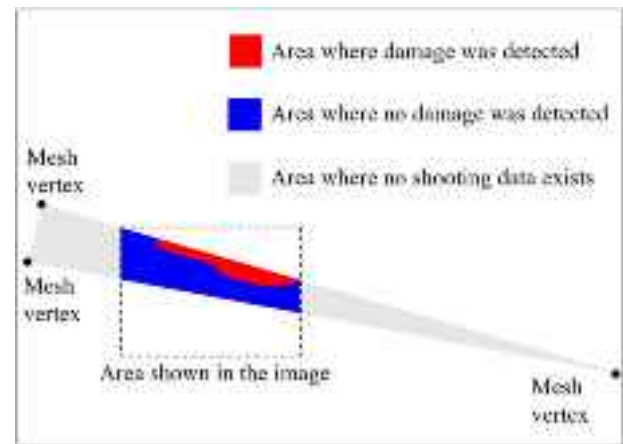 Area where damage was detected
Area where no damage was detected
Area where no shooting data exists
Mesh
vertex
Mesh
vertex
Area shown in the image
Mesh
vertex